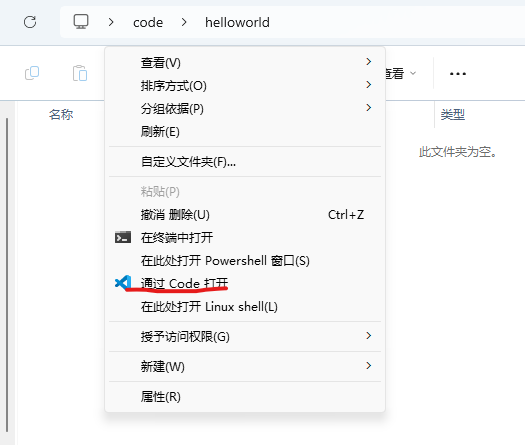 code > helloworld
查看
名称
类型
此文件夹为空。
查看(V)
排序方式(O)
分组依据(P)
刷新(E)
自定义文件夹(F)...
粘贴(P)
撤消 删除(U) Ctrl+Z
在终端中打开
在此处打开 Powershell 窗口(S)
通过 Code 打开
在此处打开 Linux shell(L)
授予访问权限(G)
新建(W)
属性(R)